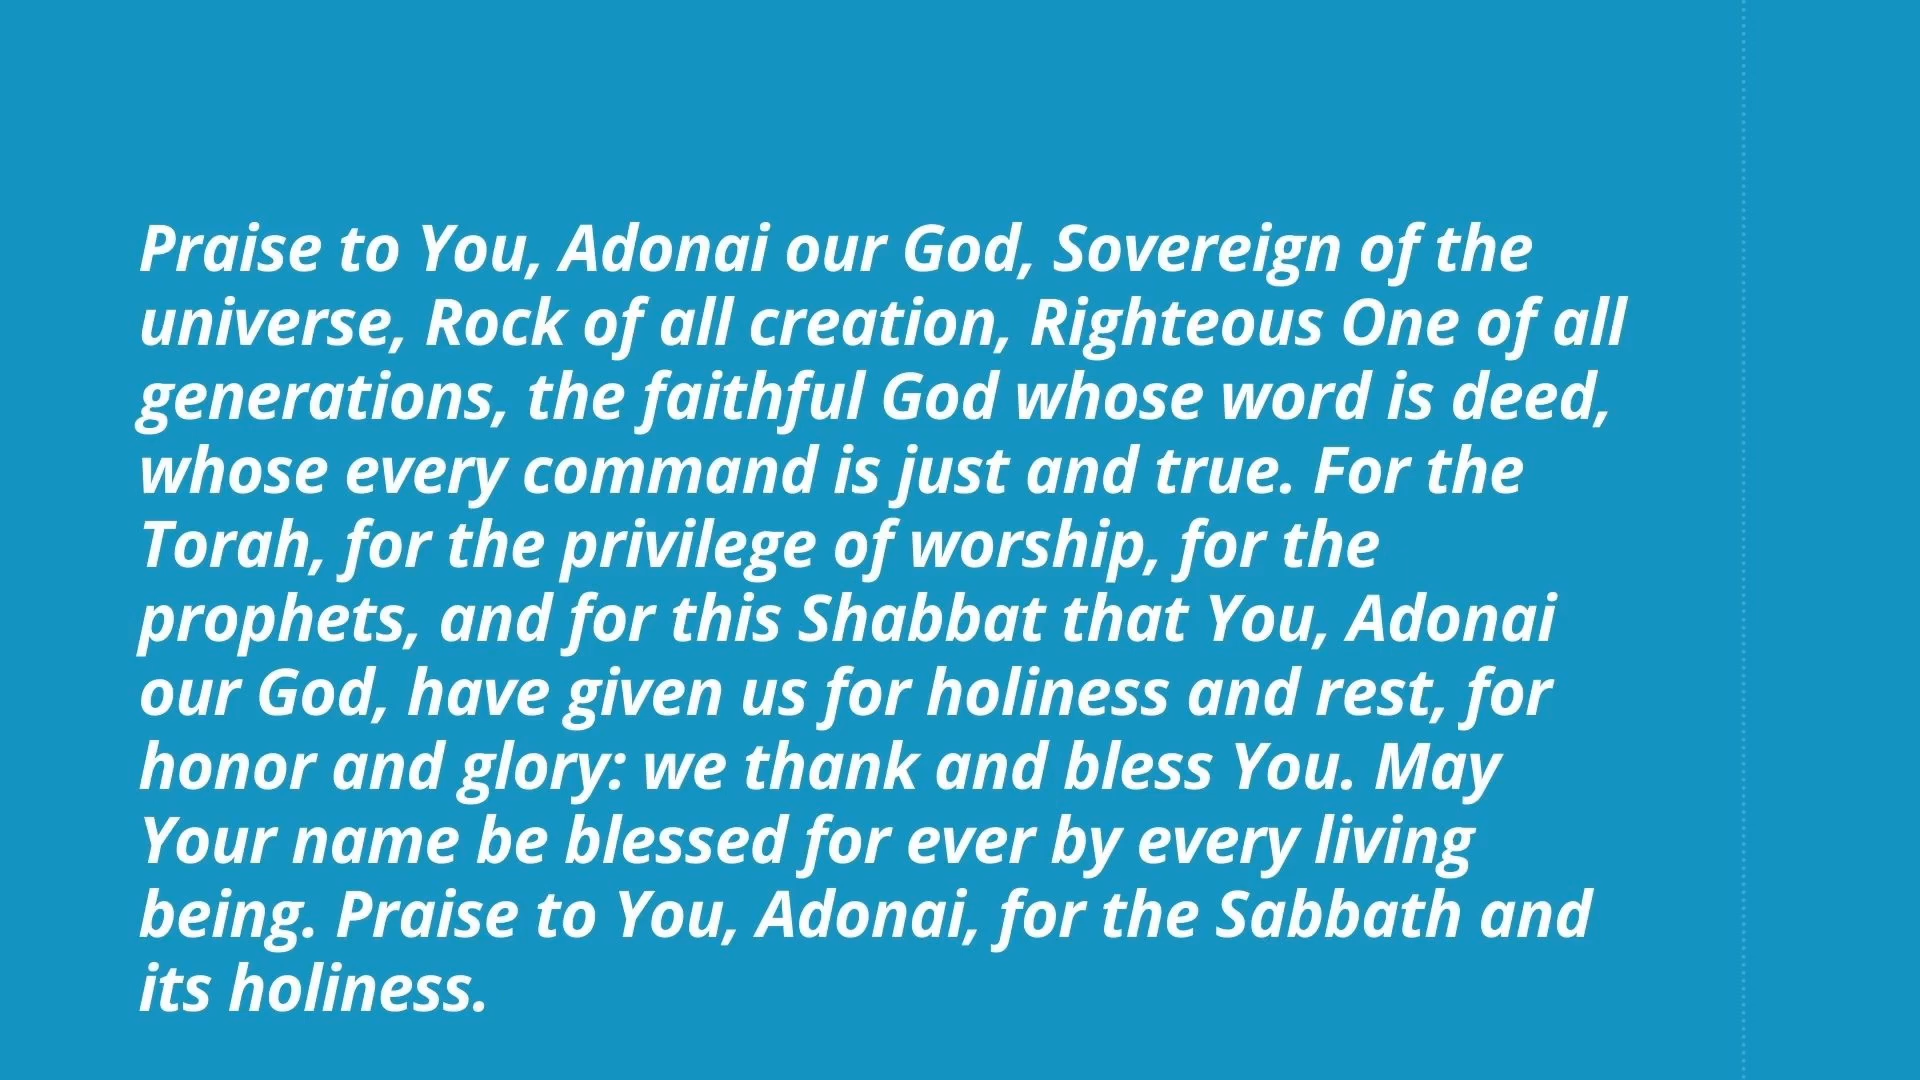 Praise to You, Adonai our God, Sovereign of the
universe, Rock of all creation, Righteous One of all
generations, the faithful God whose word is deed,
whose every command is just and true. For the
Torah, for the privilege of worship, for the
prophets, and for this Shabbat that You, Adonai
our God, have given us for holiness and rest, for
honor and glory: we thank and bless You. May
Your name be blessed for ever by every living
being. Praise to You, Adonai, for the Sabbath and
its holiness.